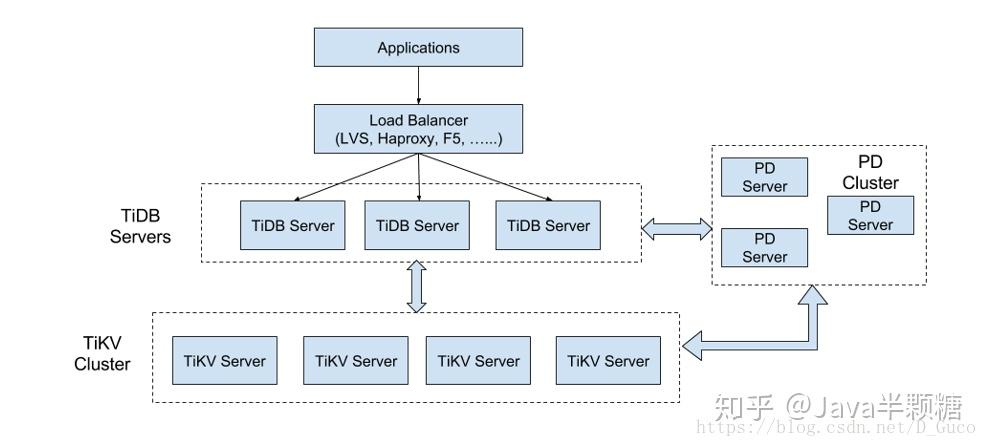 Applications
Load Balancer
(LVS, Haproxy, F5, …...)
TiDB
Servers
TiDB Server
TiDB Server
TiDB Server
PD
Cluster
PD
Server
PD
Server
PD
Server
TiKV
Cluster
TiKV Server
TiKV Server
TiKV Server
TiKV Server
知乎 @Java半颗糖
https://blog.csdn.net/D_Guco